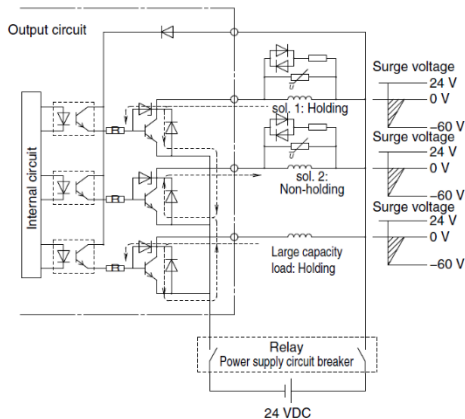 Output circuit
Internal circuit
sol. 1: Holding
sol. 2:
Non-holding
Large capacity
load: Holding
Surge voltage
24 V
0 V
–60 V
Surge voltage
24 V
0 V
–60 V
Surge voltage
24 V
0 V
–60 V
Relay
Power supply circuit breaker
24 VDC